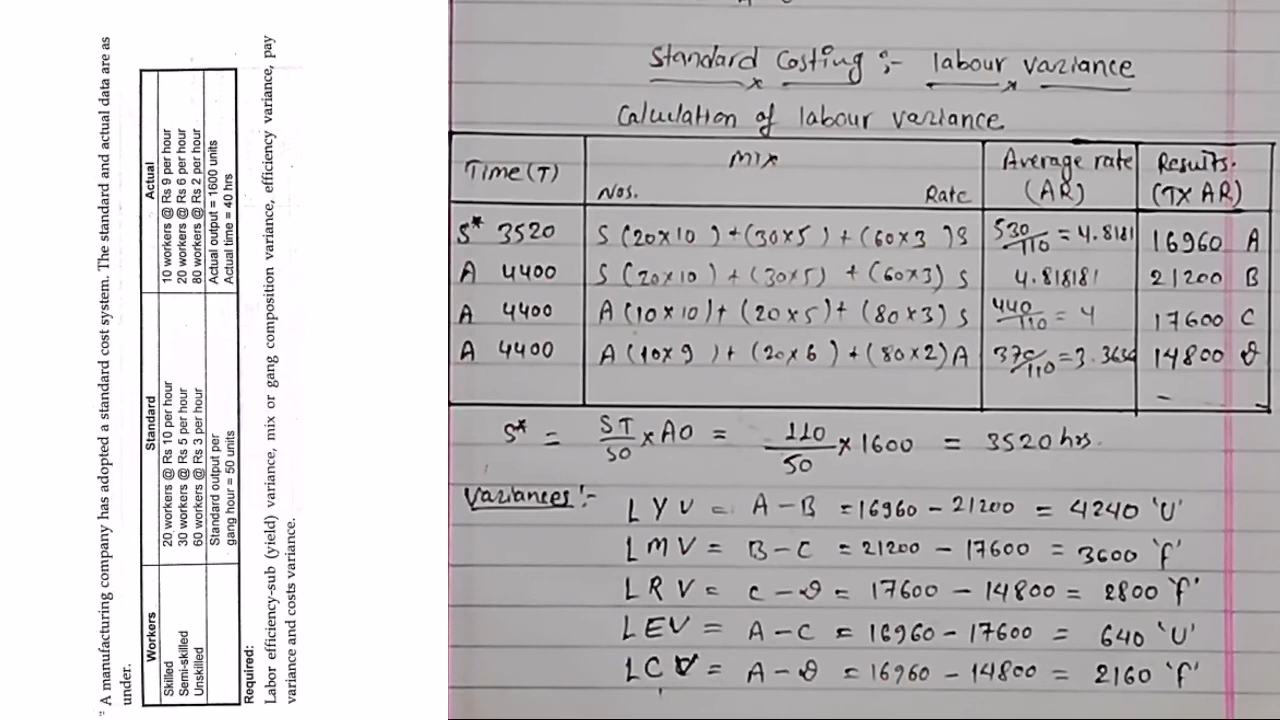 A manufacturing company has adopted a standard cost system. The standard and actual data are as
under.
Workers Standard Actual
Skilled 20 workers @ Rs 10 per hour 10 workers @ Rs 9 per hour
Semi-skilled 30 workers @ Rs 5 per hour 20 workers @ Rs 6 per hour
Unskilled 60 workers @ Rs 3 per hour 80 workers @ Rs 2 per hour
Standard output per Actual output = 1600 units
gang hour = 50 units Actual time = 40 hrs
Required:
Labor efficiency-sub (yield) variance, mix or gang composition variance, efficiency variance, pay
variance and costs variance.
Standard Costing :- labour variance
Calculation of labour variance
Time (T) Mix Average rate Results.
Nos. Rate (AR) (TX AR)
S* 3520 S (20x10 ) + (30x5 ) + (60x3 )S 530/110 = 4.8181 16960 A
A 4400 S (20x10) + (30x5) + (60x3) S 4.818181 21200 B
A 4400 A (10x10)+ (20x5)+ (80x3) S 440/110 = 4 17600 C
A 4400 A (10x9 )+ (20x6 ) +(80x2)A 370/110 =3.3636 14800 D
S* = ST/50 x AO = 110/50 x 1600 = 3520 hrs.
Variances :-
LYV = A-B = 16960 - 21200 = 4240 'U'
LMV = B-C = 21200 - 17600 = 3600 'f'
LRV = C-D = 17600 - 14800 = 2800 'f'
LEV = A-C = 16960-17600 = 640 'U'
LCV = A-D = 16960 - 14800 = 2160 'f'